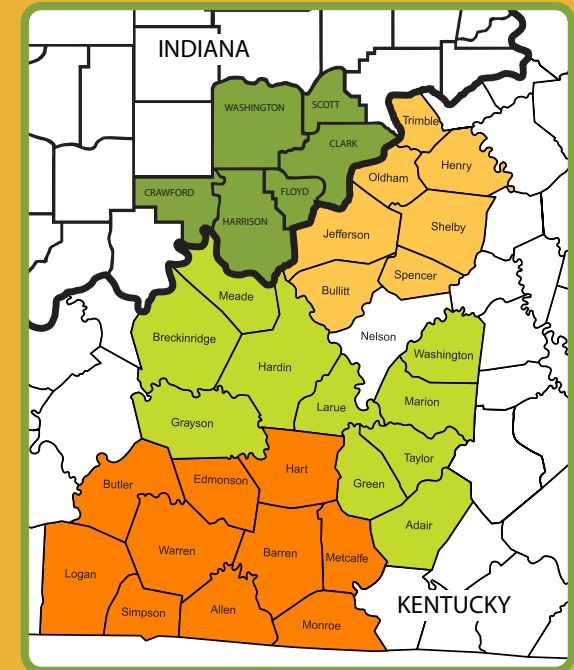 INDIANA
WASHINGTON
SCOTT
CLARK
CRAWFORD
FLOYD
HARRISON
Trimble
Henry
Oldham
Shelby
Jefferson
Spencer
Bullitt
Meade
Nelson
Breckinridge
Washington
Hardin
Marion
Larue
Grayson
Taylor
Hart
Edmonson
Butler
Green
Adair
Warren
Barren
Metcalfe
Logan
KENTUCKY
Allen
Simpson
Monroe